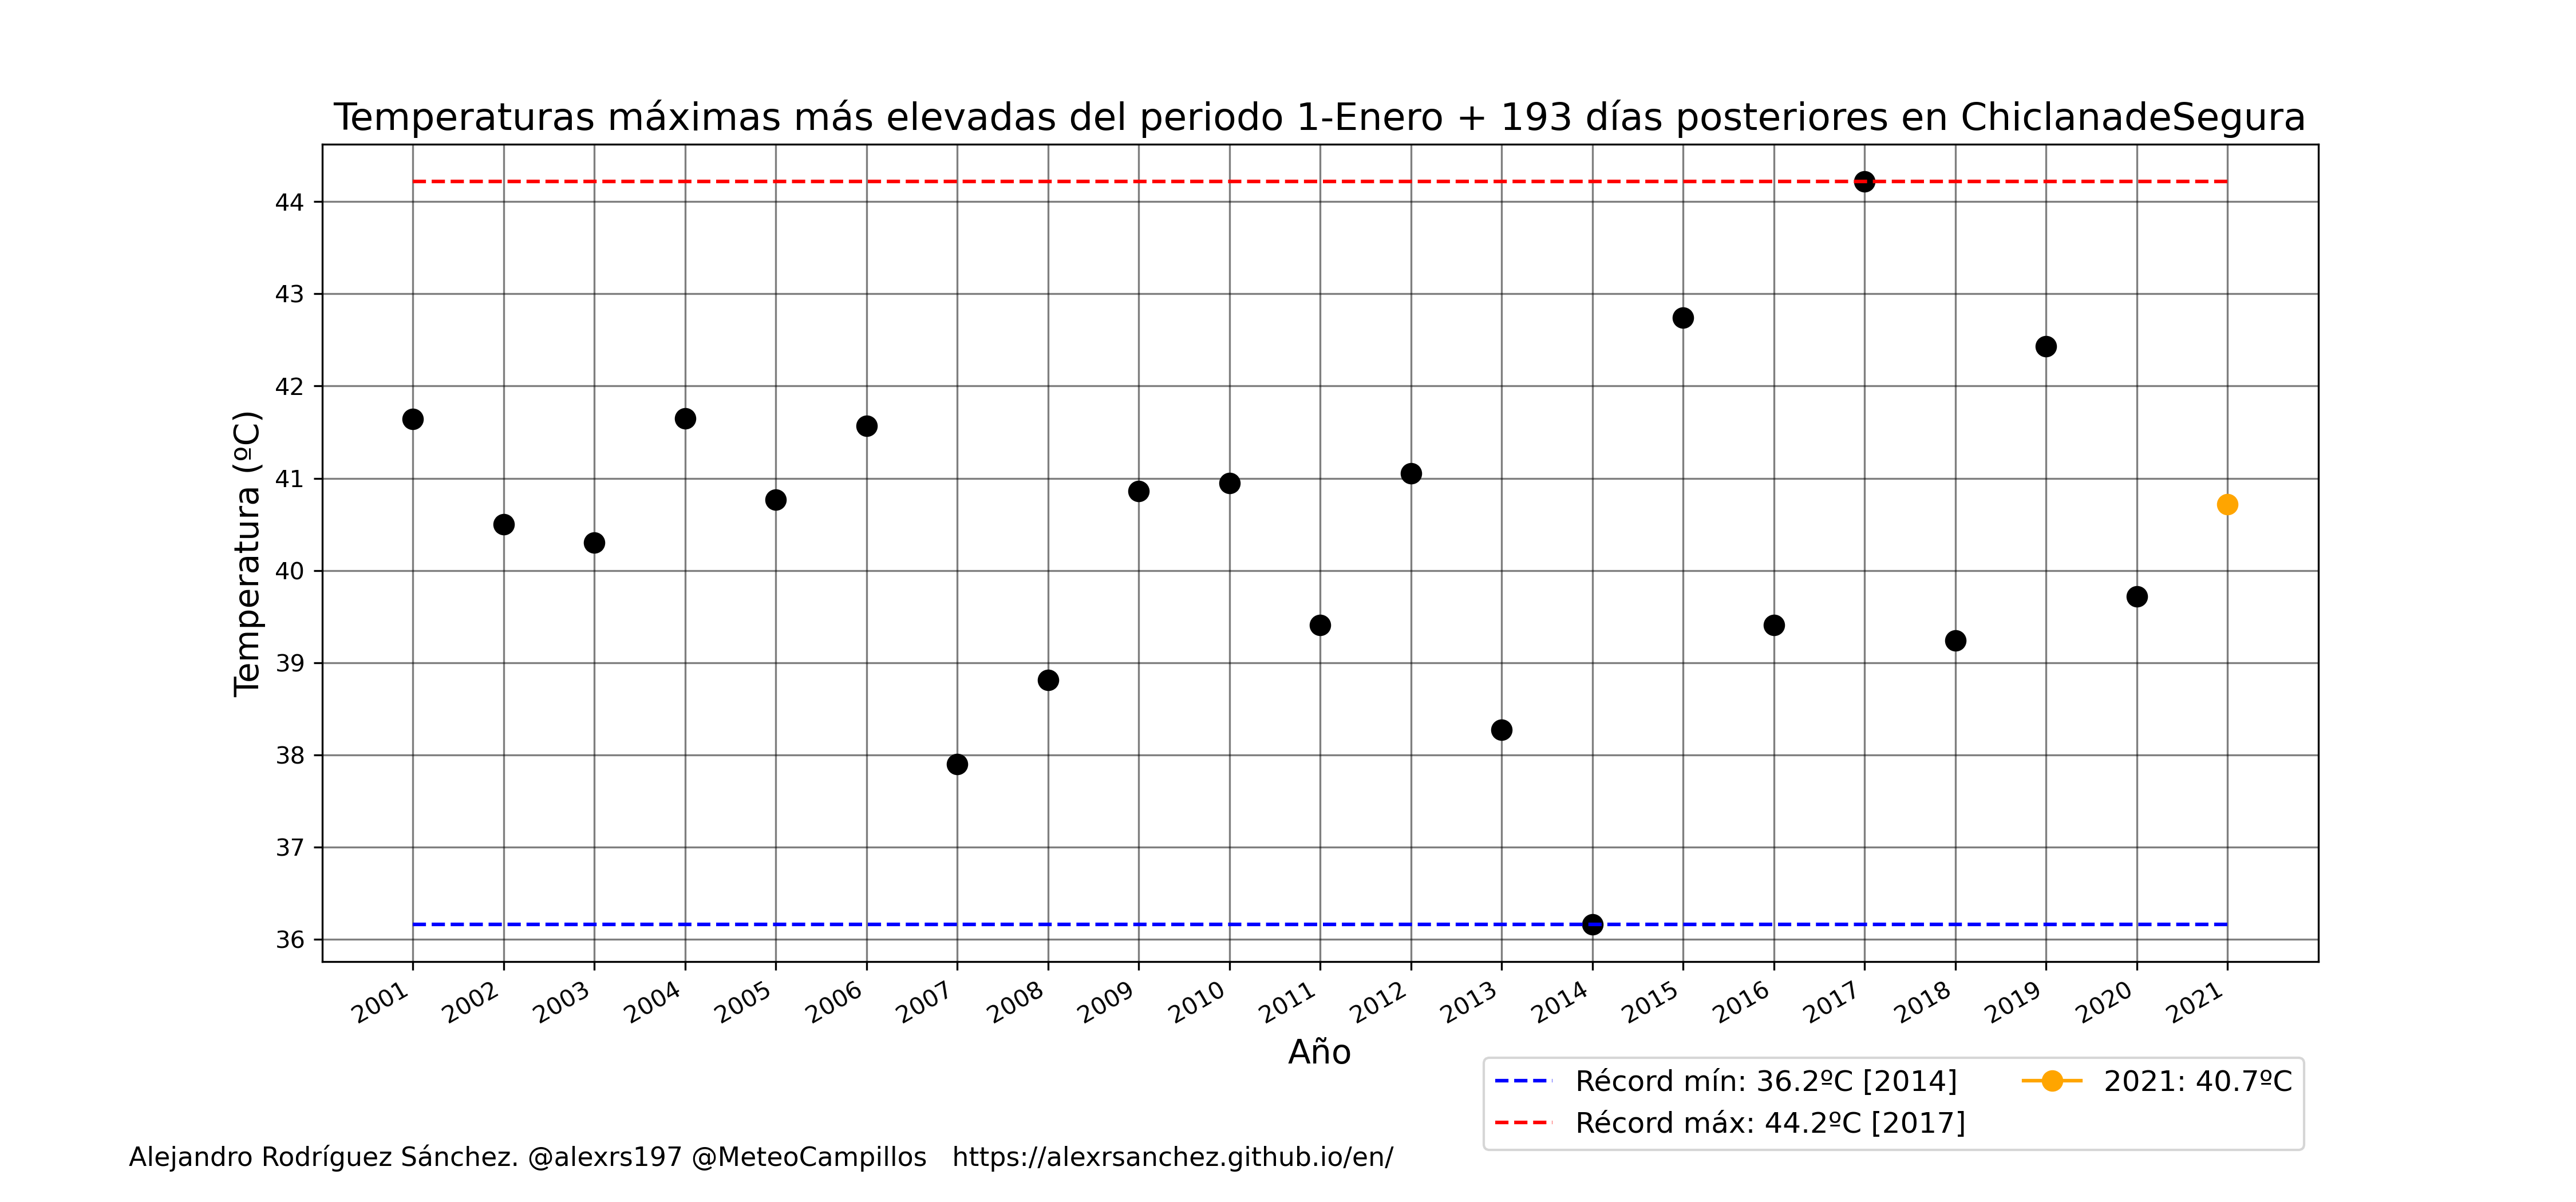 Temperaturas máximas más elevadas del periodo 1-Enero + 193 días posteriores en ChiclanadeSegura
Temperatura (ºC)
44
43
42
41
40
39
38
37
36
2001 2002 2003 2004 2005 2006 2007 2008 2009 2010 2011 2012 2013 2014 2015 2016 2017 2018 2019 2020 2021
Año
Récord mín: 36.2ºC [2014]
Récord máx: 44.2ºC [2017]
2021: 40.7ºC
Alejandro Rodríguez Sánchez. @alexrs197 @MeteoCampillos https://alexrsanchez.github.io/en/